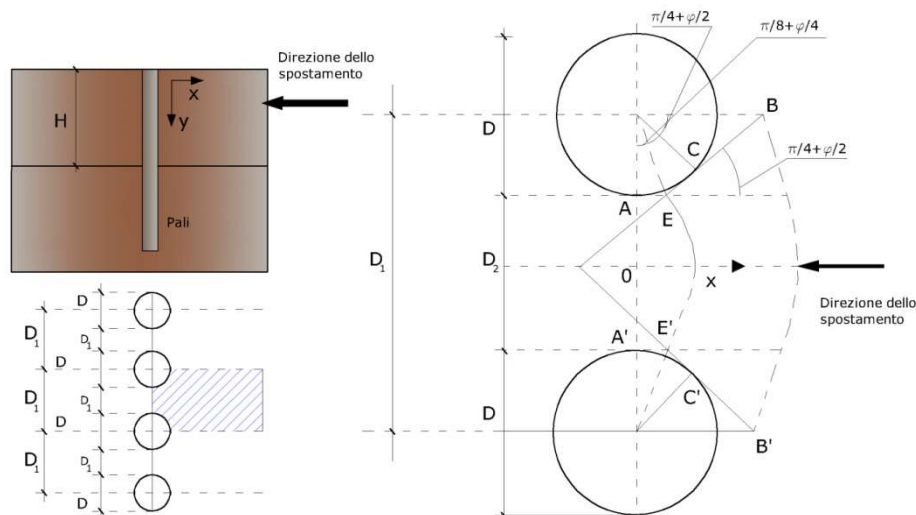 Direzione dello
spostamento
H
x
y
Pali
D
D₁
D₁
D
D₁
D₁
D
D₁
D₁
D
π/4+φ/2
π/8+φ/4
D
B
C
π/4+φ/2
A
E
D₁
D₂
0
x
Direzione dello
spostamento
A'
E'
C'
D
B'